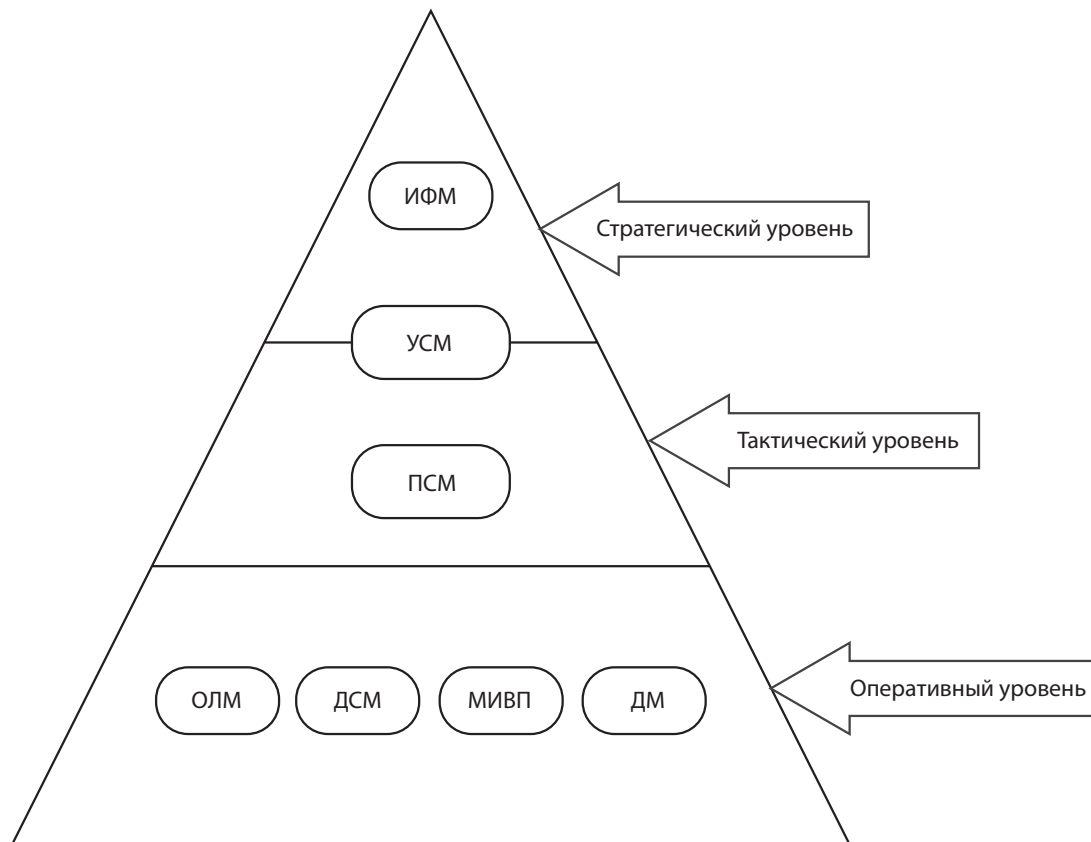 ИФМ
Стратегический уровень
УСМ
Тактический уровень
ПСМ
ОЛМ
ДСМ
МИВП
ДМ
Оперативный уровень